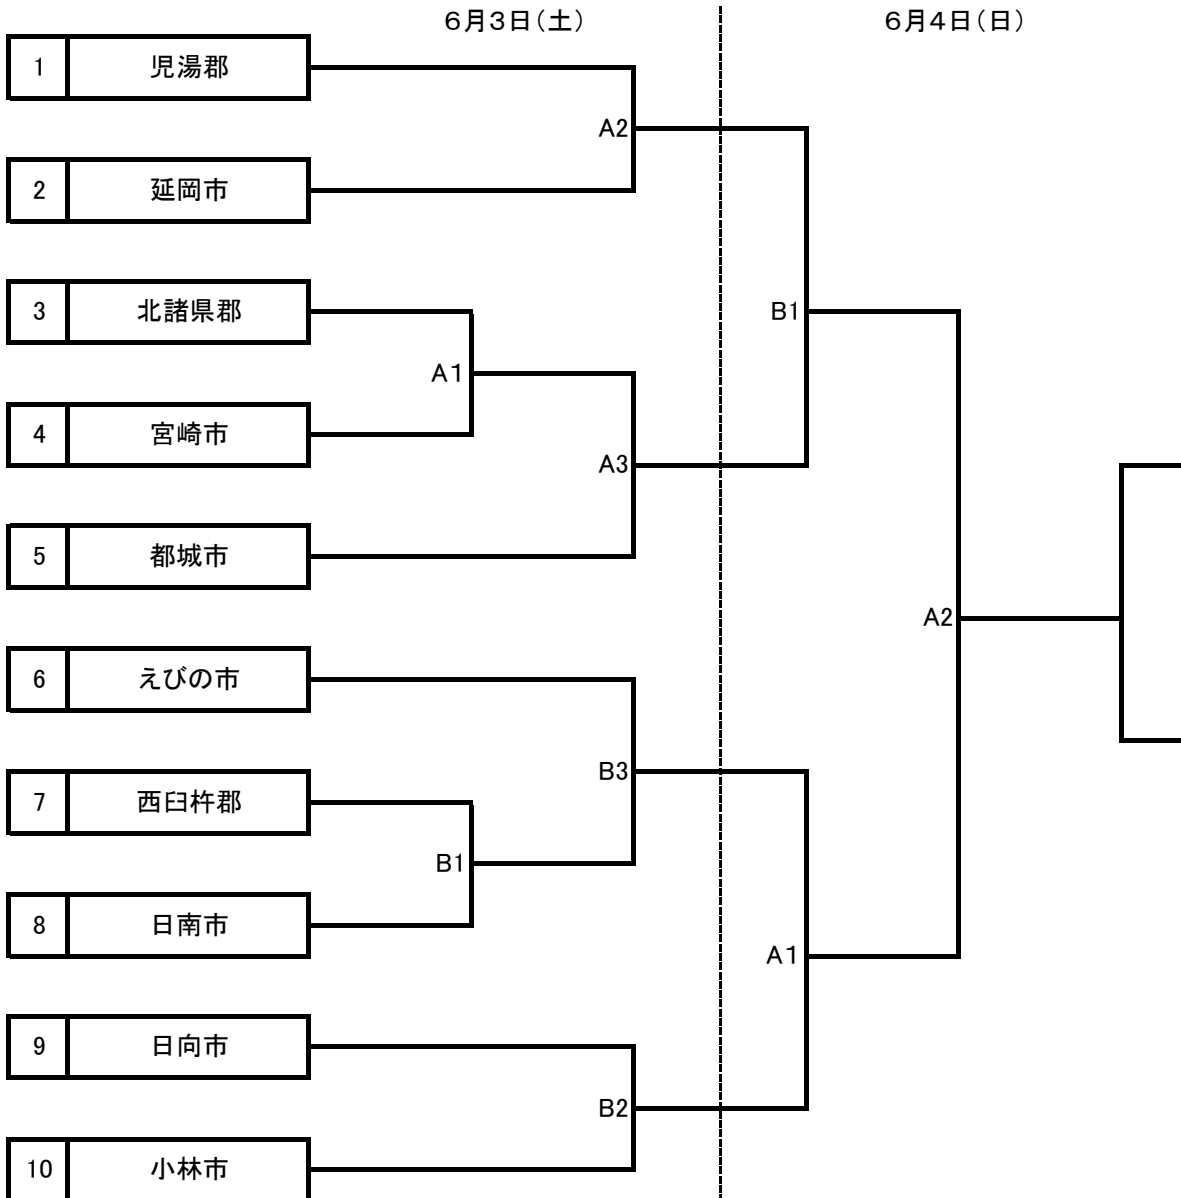 6月3日(土)
6月4日(日)
1 児湯郡
A2
2 延岡市
3 北諸県郡
B1
A1
4 宮崎市
A3
5 都城市
A2
6 えびの市
B3
7 西臼杵郡
B1
8 日南市
A1
9 日向市
B2
10 小林市